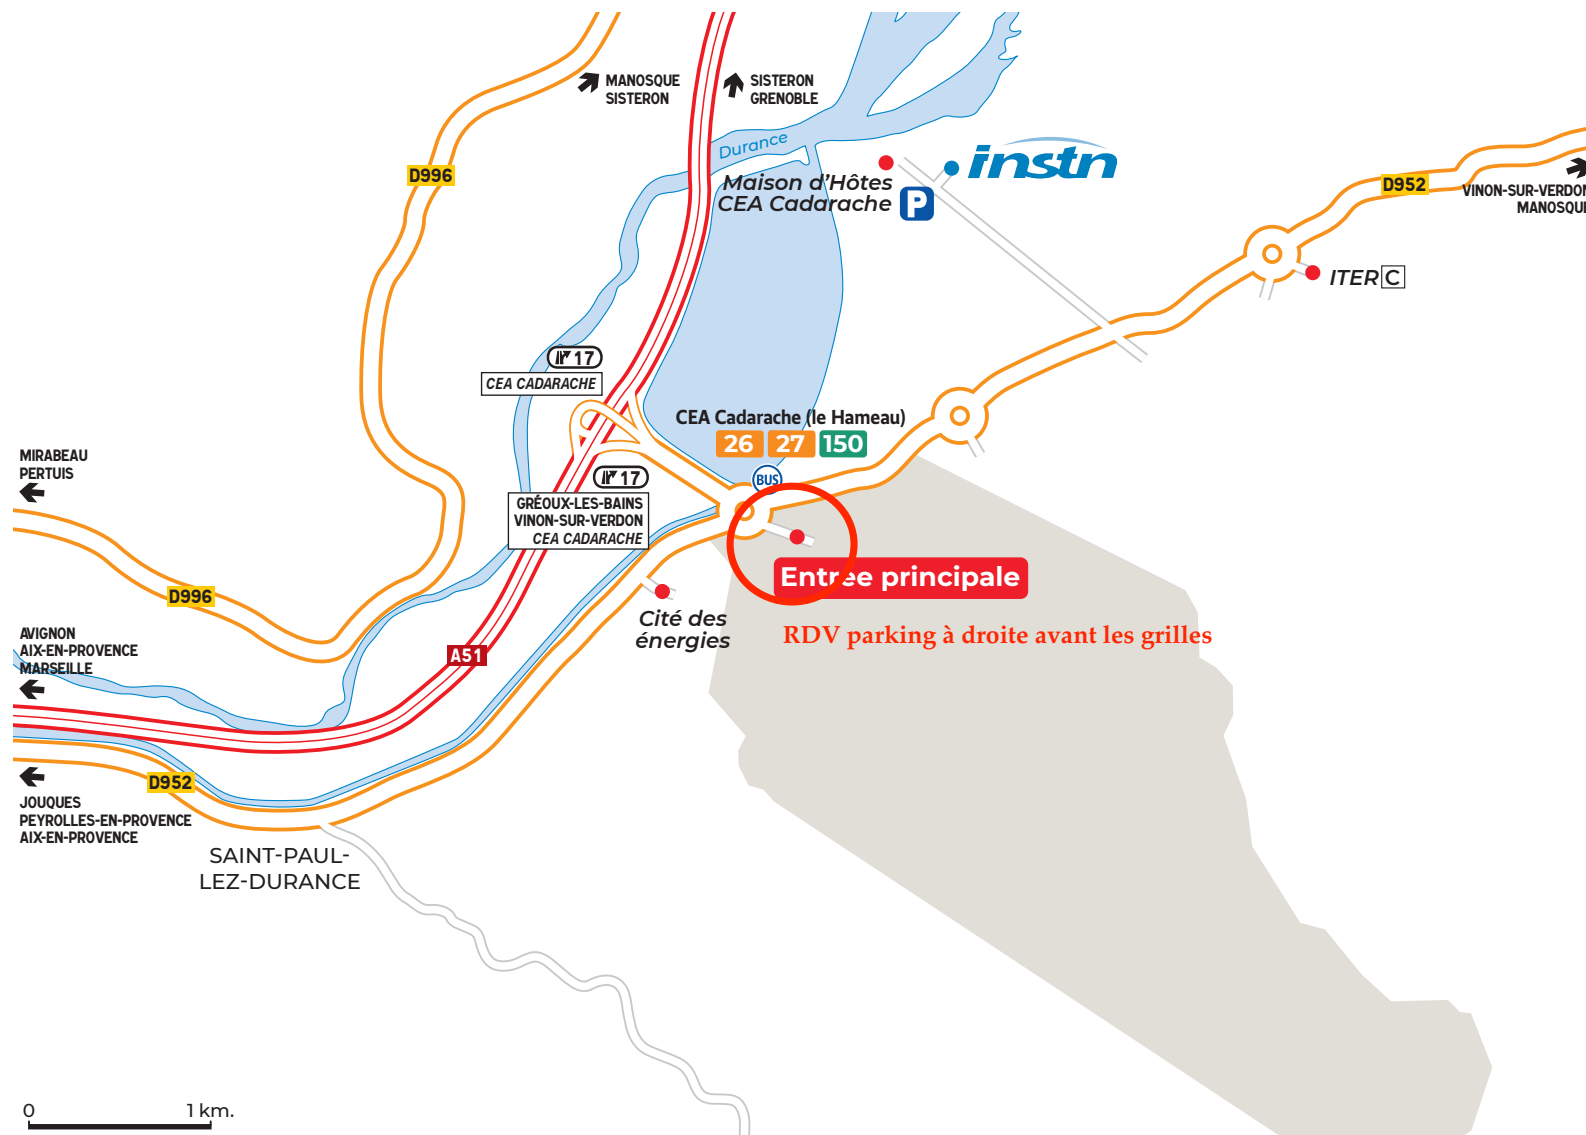 MANOSQUE
SISTERON
SISTERON
GRENOBLE
Durance
instn
Maison d'Hôtes
CEA Cadarache
P
D996
D952
VINON-SUR-VERDON
MANOSQUE
ITER C
17
CEA CADARACHE
CEA Cadarache (le Hameau)
26 27 150
BUS
MIRABEAU
PERTUIS
17
GRÉOUX-LES-BAINS
VINON-SUR-VERDON
CEA CADARACHE
Entrée principale
D996
Cité des
énergies
RDV parking à droite avant les grilles
AVIGNON
AIX-EN-PROVENCE
MARSEILLE
A51
D952
JOUQUES
PEYROLLES-EN-PROVENCE
AIX-EN-PROVENCE
SAINT-PAUL-
LEZ-DURANCE
0 1 km.